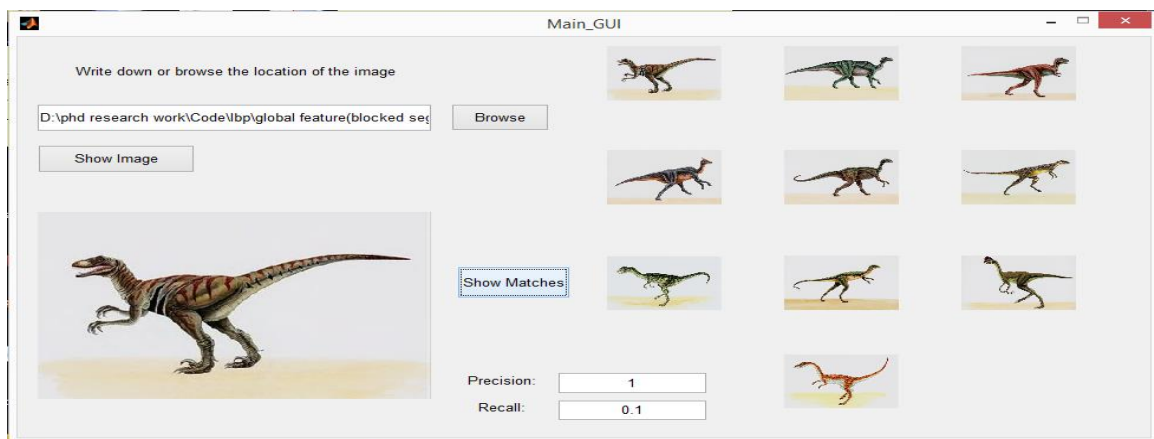 Main_GUI
Write down or browse the location of the image
D:\phd research work\Code\lbp\global feature(blocked seg
Browse
Show Image
Show Matches
Precision:
1
Recall:
0.1